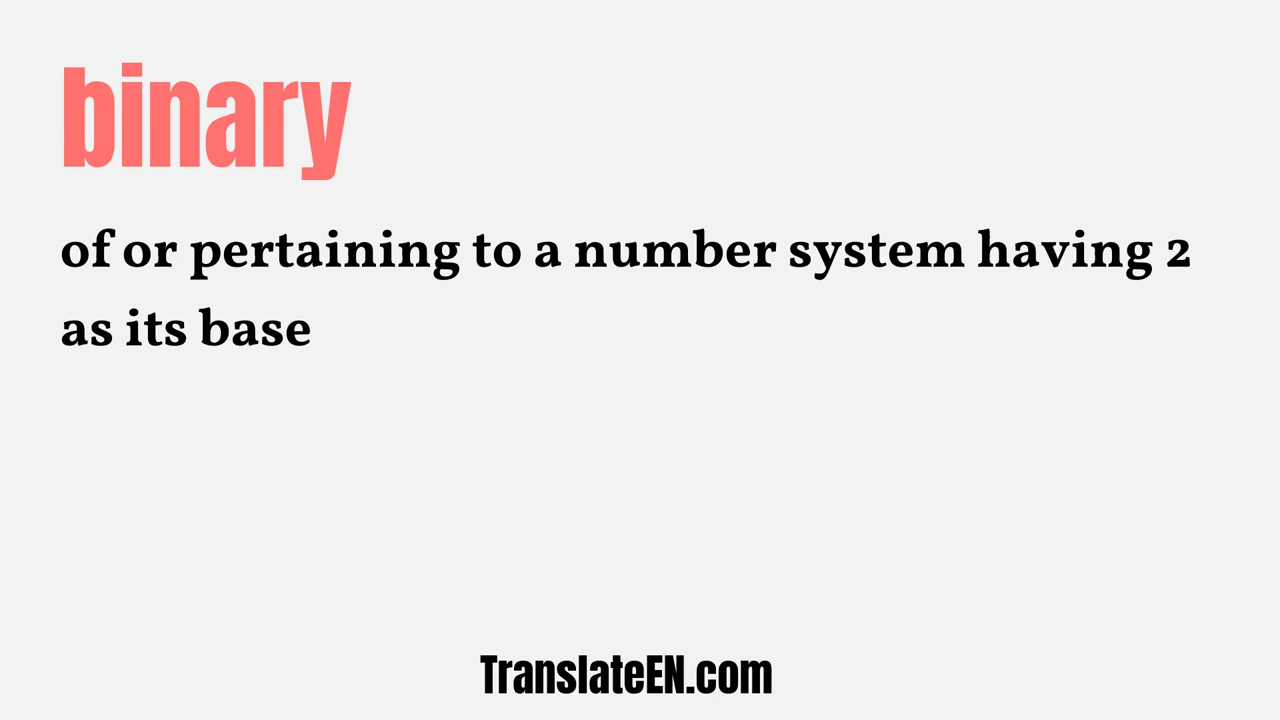 binary
of or pertaining to a number system having 2
as its base
TranslateEN.com